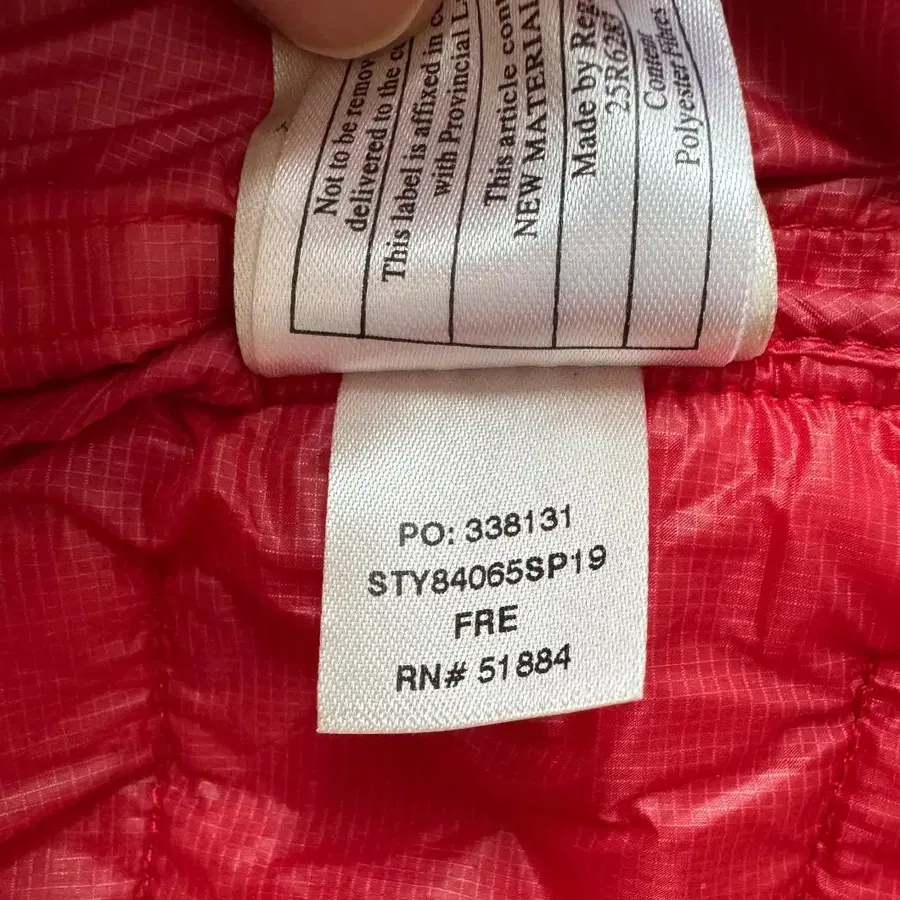 Not to be remov
delivered to the c
This label is affixed in c
with Provincial L
This article con
NEW MATERIAL
Made by Reg
25R628
Content
Polyester Fibres
PO: 338131
STY84065SP19
FRE
RN# 51884